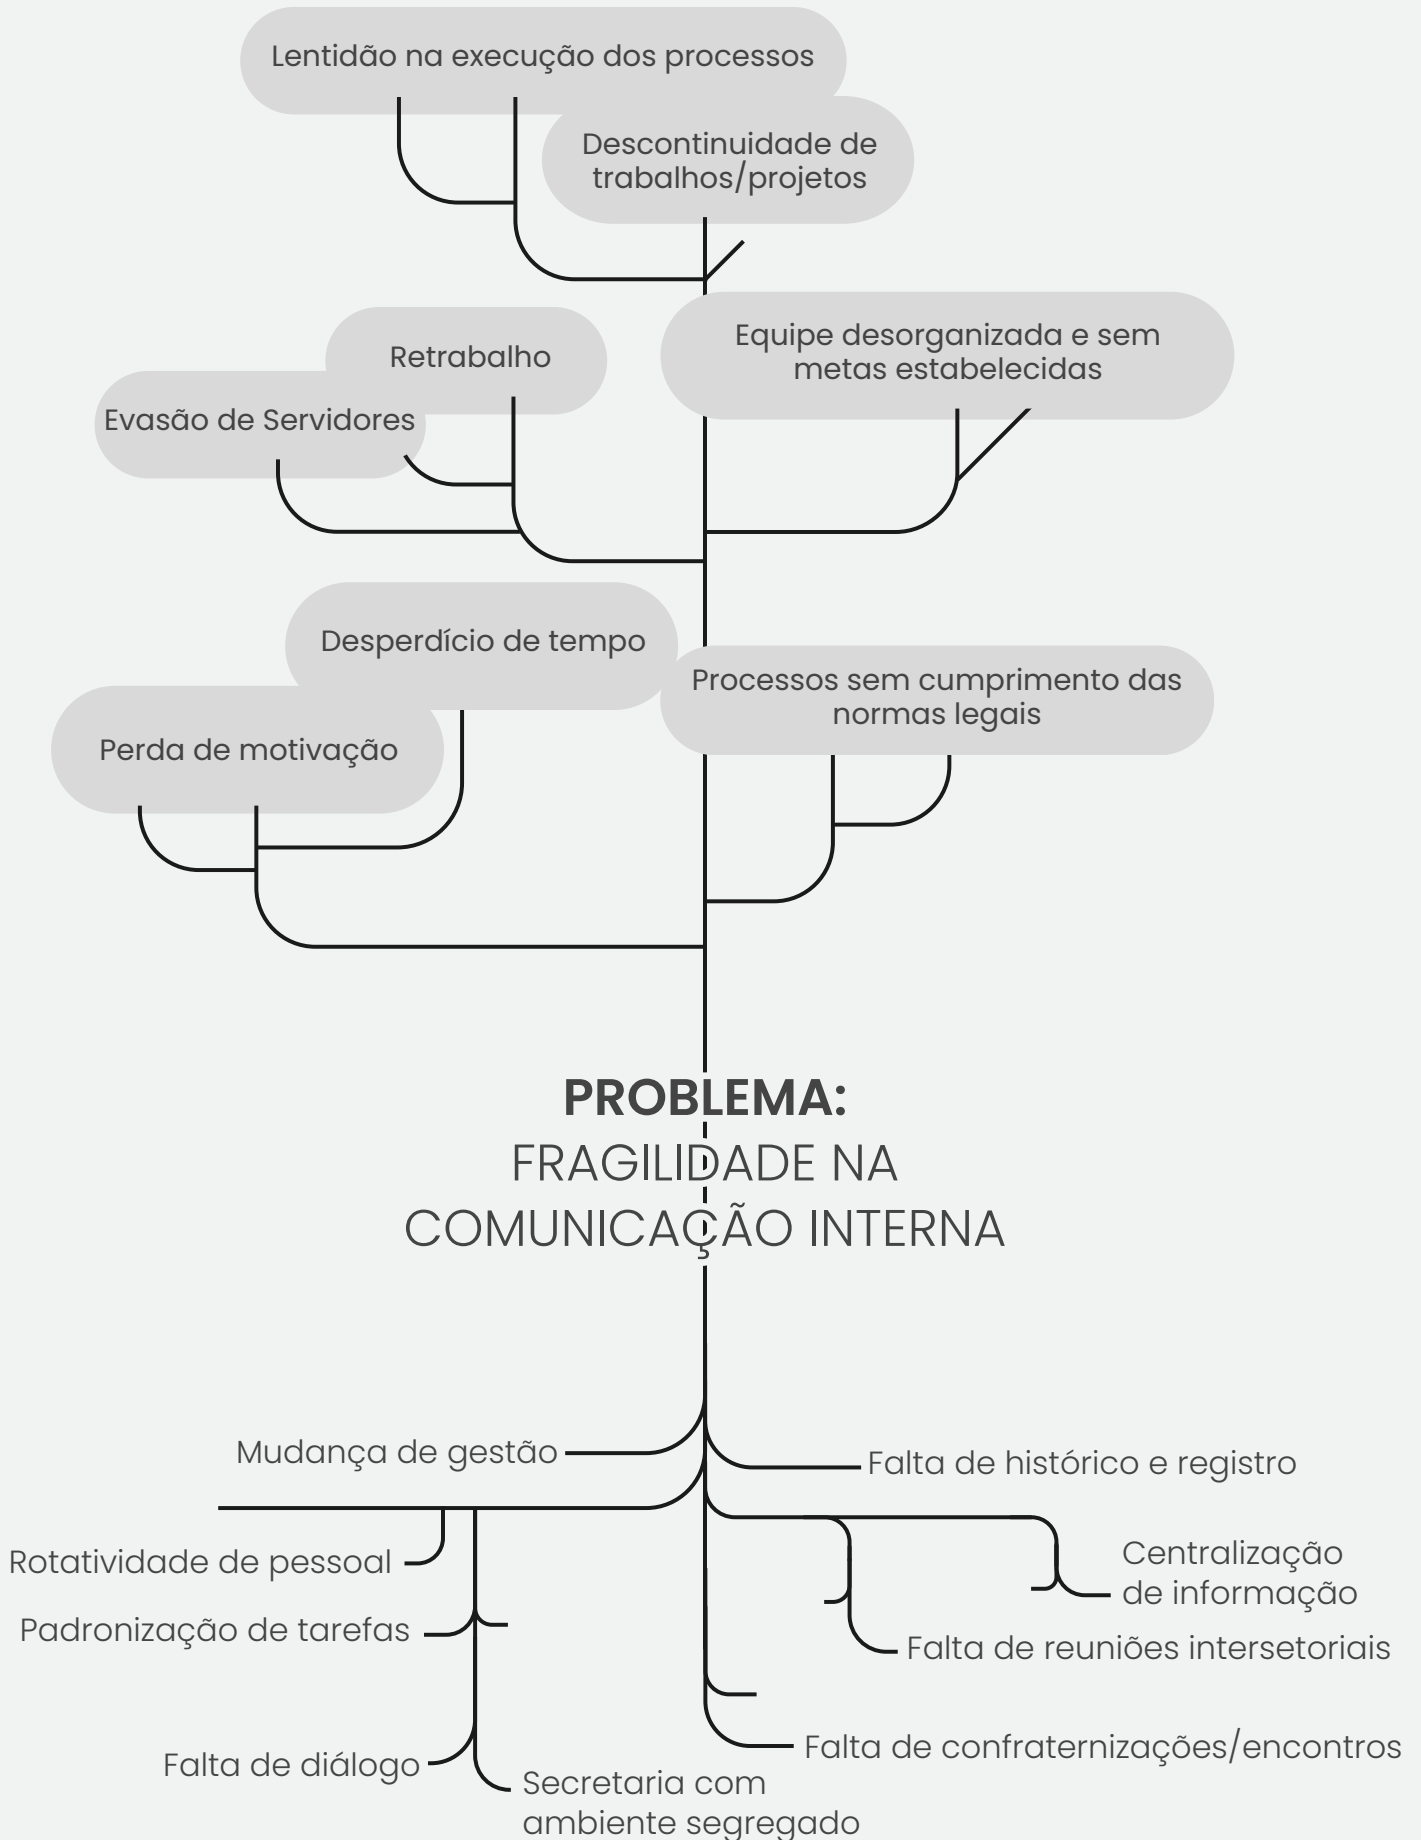 Lentidão na execução dos processos
Descontinuidade de
trabalhos/projetos
Equipe desorganizada e sem
metas estabelecidas
Retrabalho
Evasão de Servidores
Desperdício de tempo
Processos sem cumprimento das
normas legais
Perda de motivação
PROBLEMA:
FRAGILIDADE NA
COMUNICAÇÃO INTERNA
Mudança de gestão
Falta de histórico e registro
Rotatividade de pessoal
Centralização
de informação
Padronização de tarefas
Falta de reuniões intersetoriais
Falta de confraternizações/encontros
Falta de diálogo
Secretaria com
ambiente segregado